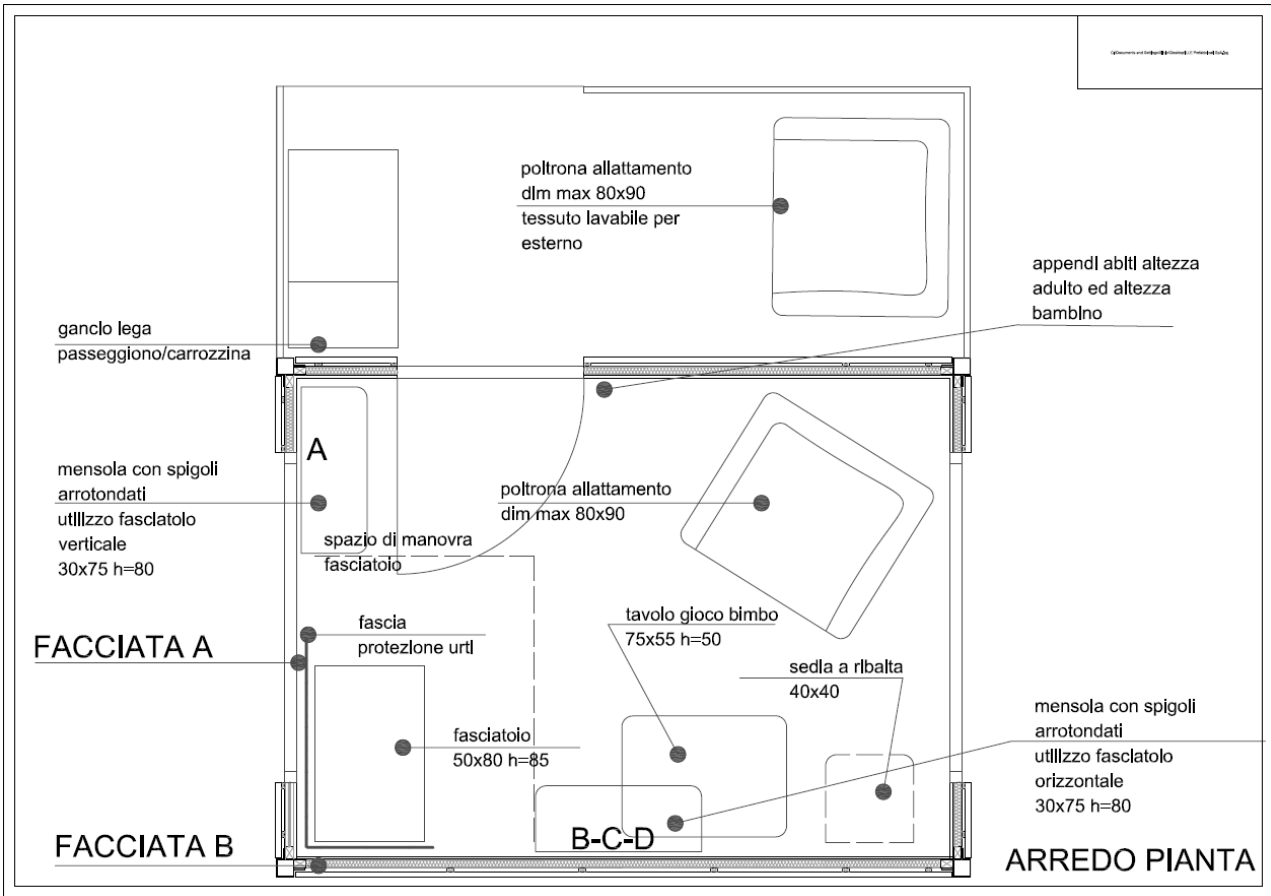 poltrona allattamento
dim max 80x90
tessuto lavabile per
esterno
appendi abiti altezza
adulto ed altezza
bambino
gancio lega
passeggiono/carrozzina
A
mensola con spigoli
arrotondati
utilizzo fasciatoio
verticale
30x75 h=80
poltrona allattamento
dim max 80x90
spazio di manovra
fasciatoio
fascia
protezione urti
FACCIATA A
tavolo gioco bimbo
75x55 h=50
sedia a ribalta
40x40
fasciatoio
50x80 h=85
mensola con spigoli
arrotondati
utilizzo fasciatoio
orizzontale
30x75 h=80
B-C-D
FACCIATA B
ARREDO PIANTA